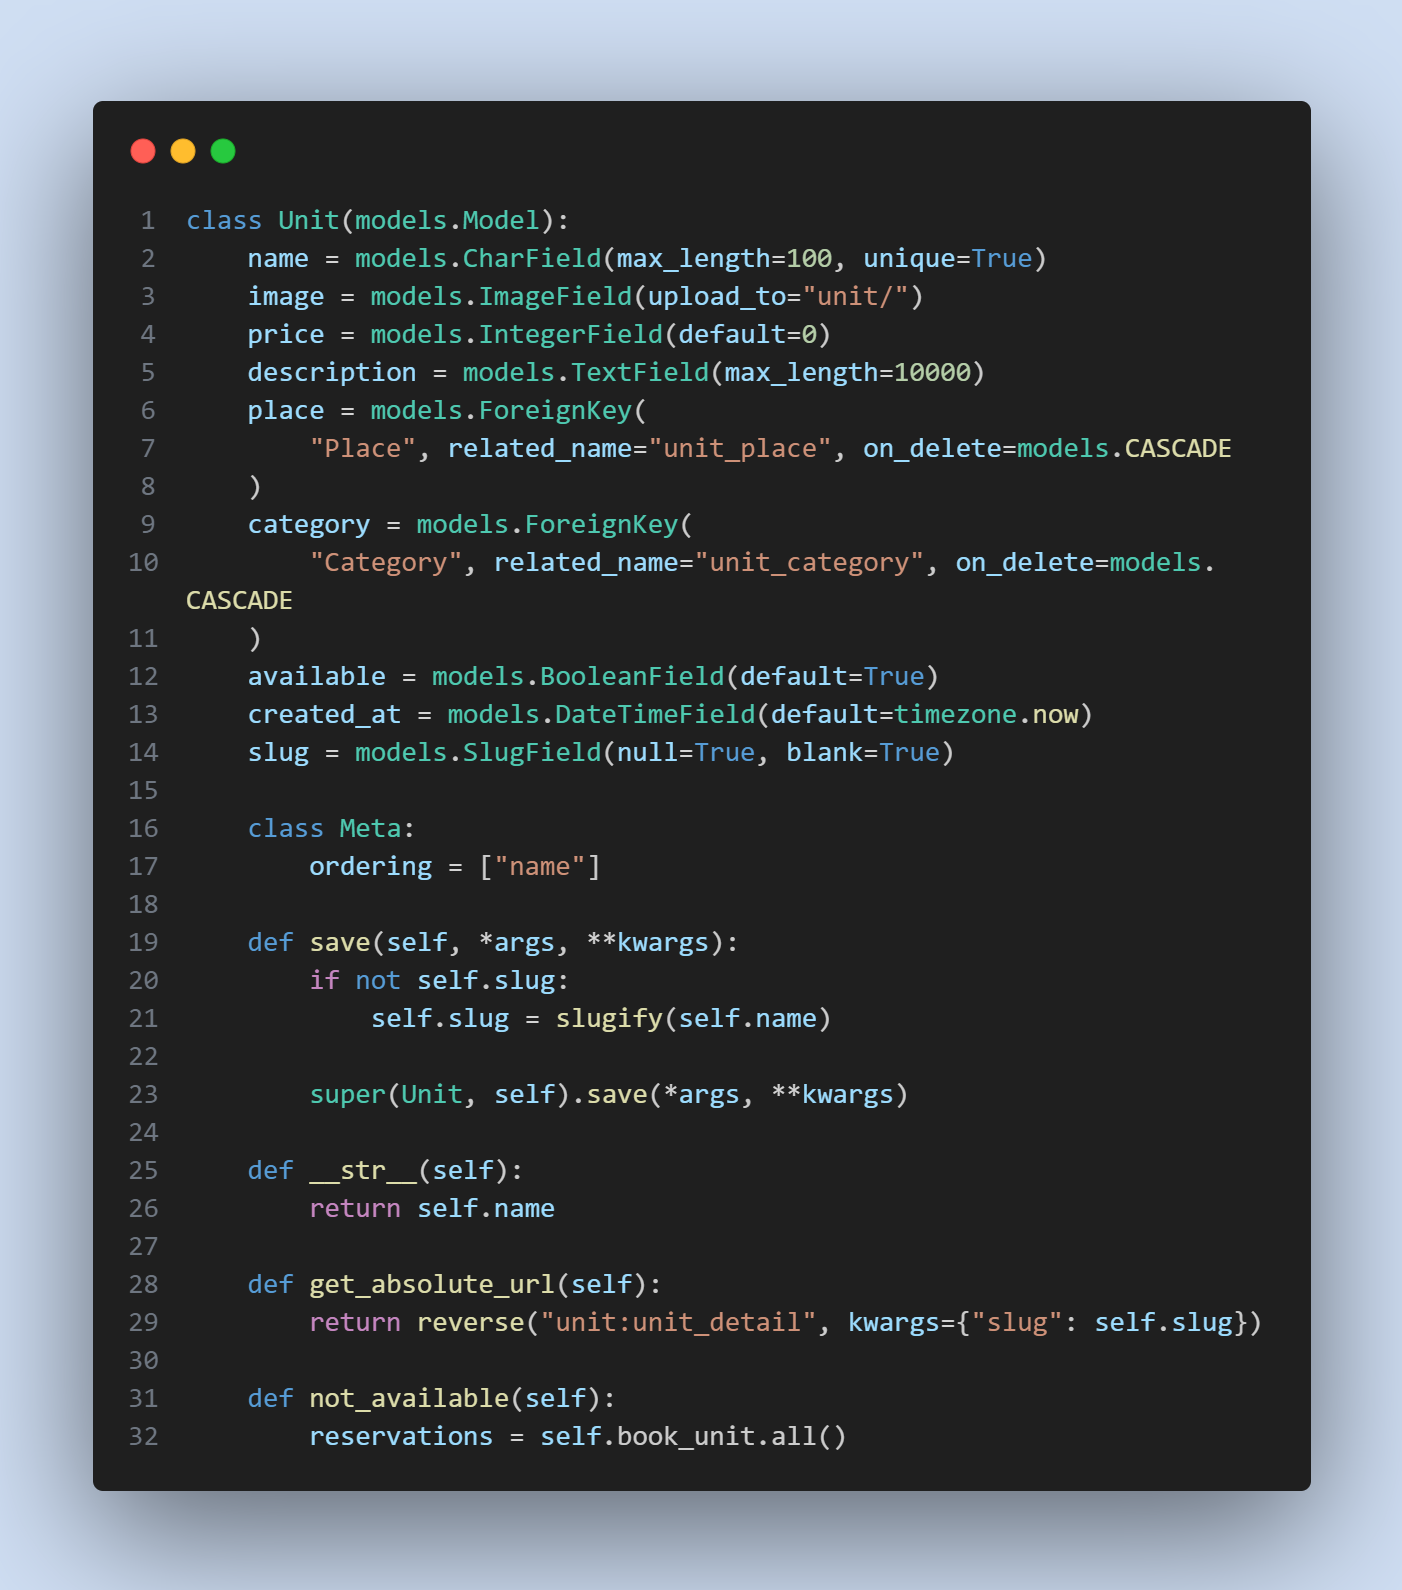 1 class Unit(models.Model):
2     name = models.CharField(max_length=100, unique=True)
3     image = models.ImageField(upload_to="unit/")
4     price = models.IntegerField(default=0)
5     description = models.TextField(max_length=10000)
6     place = models.ForeignKey(
7         "Place", related_name="unit_place", on_delete=models.CASCADE
8     )
9     category = models.ForeignKey(
10         "Category", related_name="unit_category", on_delete=models.
CASCADE
11     )
12     available = models.BooleanField(default=True)
13     created_at = models.DateTimeField(default=timezone.now)
14     slug = models.SlugField(null=True, blank=True)
15
16     class Meta:
17         ordering = ["name"]
18
19     def save(self, *args, **kwargs):
20         if not self.slug:
21             self.slug = slugify(self.name)
22
23         super(Unit, self).save(*args, **kwargs)
24
25     def __str__(self):
26         return self.name
27
28     def get_absolute_url(self):
29         return reverse("unit:unit_detail", kwargs={"slug": self.slug})
30
31     def not_available(self):
32         reservations = self.book_unit.all()